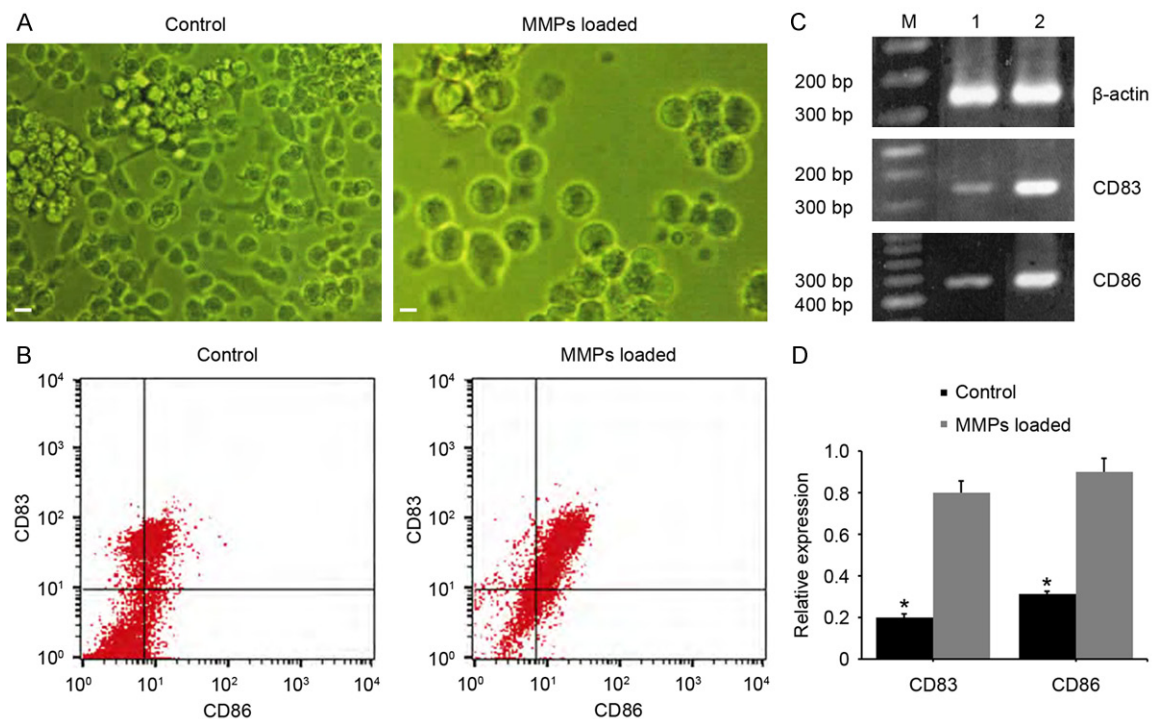 A
Control
MMPs loaded
C
M 1 2
200 bp
300 bp
β-actin
200 bp
300 bp
CD83
300 bp
400 bp
CD86
B
Control
10⁴
10³
10²
10¹
10⁰
CD83
10⁰ 10¹ 10² 10³ 10⁴
CD86
MMPs loaded
10⁴
10³
10²
10¹
10⁰
CD83
10⁰ 10¹ 10² 10³ 10⁴
CD86
D
Control
MMPs loaded
1.0
0.8
0.6
0.4
0.2
0
Relative expression
*
*
CD83 CD86